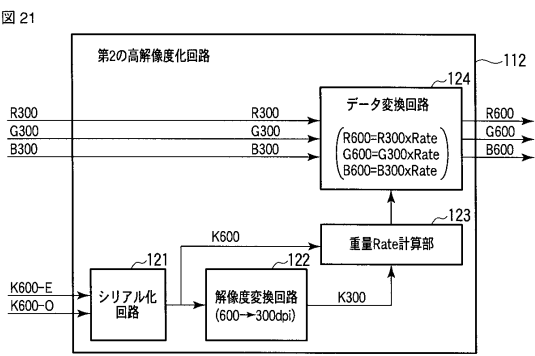 図 21
第2の高解像度化回路
112
124
データ変換回路
R300
R300
R600
G300
G300
G600
B300
B300
B600
R600=R300xRate
G600=G300xRate
B600=B300xRate
123
重量Rate計算部
K600
121
122
K600-E
K600-O
シリアル化
回路
解像度変換回路
(600→300dpi)
K300